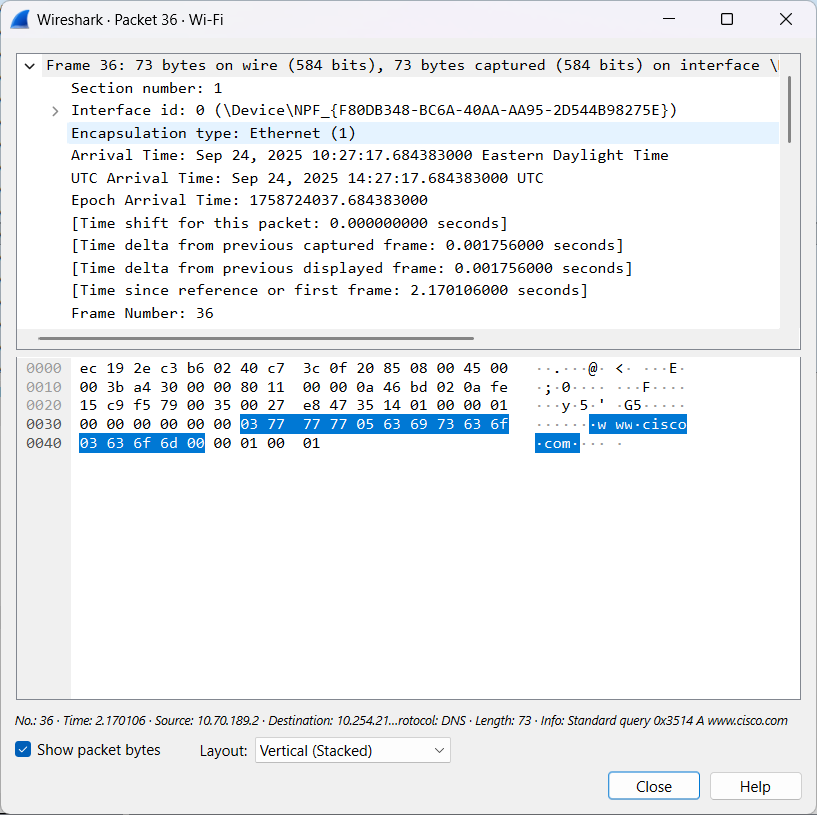 Wireshark · Packet 36 · Wi-Fi
Frame 36: 73 bytes on wire (584 bits), 73 bytes captured (584 bits) on interface \
Section number: 1
Interface id: 0 (\Device\NPF_{F80DB348-BC6A-40AA-AA95-2D544B98275E})
Encapsulation type: Ethernet (1)
Arrival Time: Sep 24, 2025 10:27:17.684383000 Eastern Daylight Time
UTC Arrival Time: Sep 24, 2025 14:27:17.684383000 UTC
Epoch Arrival Time: 1758724037.684383000
[Time shift for this packet: 0.000000000 seconds]
[Time delta from previous captured frame: 0.001756000 seconds]
[Time delta from previous displayed frame: 0.001756000 seconds]
[Time since reference or first frame: 2.170106000 seconds]
Frame Number: 36
0000 ec 19 2e c3 b6 02 40 c7 3c 0f 20 85 08 00 45 00 ··.···@· <· ···E·
0010 00 3b a4 30 00 00 80 11 00 00 0a 46 bd 02 0a fe ·;·0···· ···F····
0020 15 c9 f5 79 00 35 00 27 e8 47 35 14 01 00 00 01 ···y·5·' ·G5·····
0030 00 00 00 00 00 00 03 77 77 77 05 63 69 73 63 6f ·······w ww·cisco
0040 03 63 6f 6d 00 00 01 00 01 ·com···· ·
No.: 36 · Time: 2.170106 · Source: 10.70.189.2 · Destination: 10.254.21...rotocol: DNS · Length: 73 · Info: Standard query 0x3514 A www.cisco.com
Show packet bytes Layout: Vertical (Stacked)
Close Help